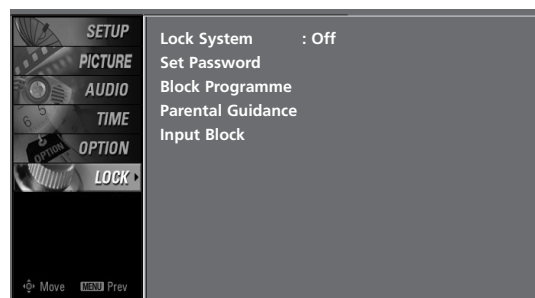 SETUP
PICTURE
AUDIO
TIME
OPTION
LOCK
Move MENU Prev
Lock System : Off
Set Password
Block Programme
Parental Guidance
Input Block